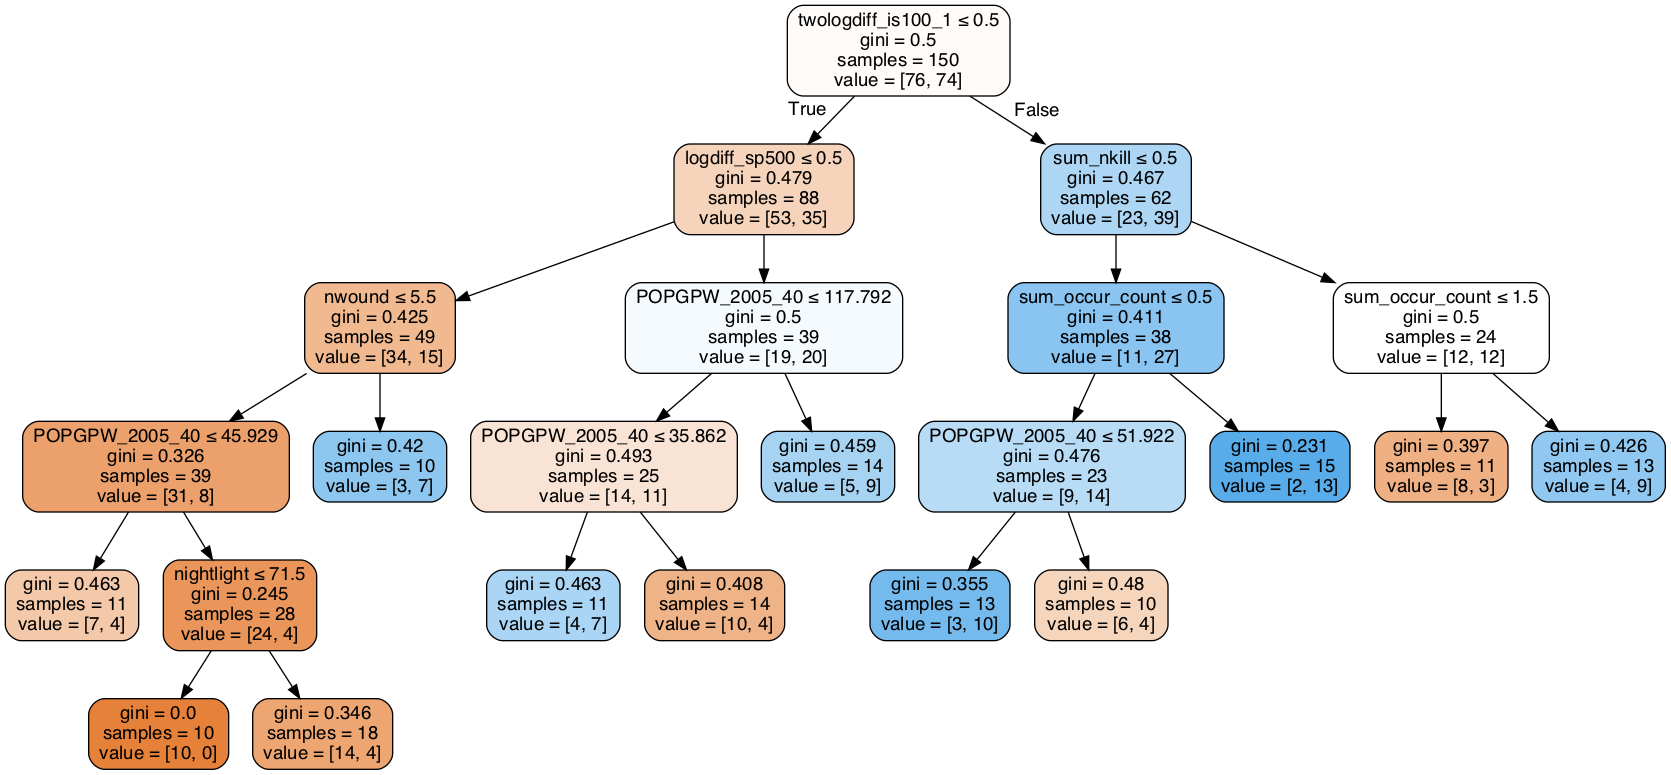 twologdiff_is100_1 ≤ 0.5
gini = 0.5
samples = 150
value = [76, 74]
True
False
logdiff_sp500 ≤ 0.5
gini = 0.479
samples = 88
value = [53, 35]
sum_nkill ≤ 0.5
gini = 0.467
samples = 62
value = [23, 39]
nwound ≤ 5.5
gini = 0.425
samples = 49
value = [34, 15]
POPGPW_2005_40 ≤ 117.792
gini = 0.5
samples = 39
value = [19, 20]
sum_occur_count ≤ 0.5
gini = 0.411
samples = 38
value = [11, 27]
sum_occur_count ≤ 1.5
gini = 0.5
samples = 24
value = [12, 12]
POPGPW_2005_40 ≤ 45.929
gini = 0.326
samples = 39
value = [31, 8]
gini = 0.42
samples = 10
value = [3, 7]
POPGPW_2005_40 ≤ 35.862
gini = 0.493
samples = 25
value = [14, 11]
gini = 0.459
samples = 14
value = [5, 9]
POPGPW_2005_40 ≤ 51.922
gini = 0.476
samples = 23
value = [9, 14]
gini = 0.231
samples = 15
value = [2, 13]
gini = 0.397
samples = 11
value = [8, 3]
gini = 0.426
samples = 13
value = [4, 9]
gini = 0.463
samples = 11
value = [7, 4]
nightlight ≤ 71.5
gini = 0.245
samples = 28
value = [24, 4]
gini = 0.463
samples = 11
value = [4, 7]
gini = 0.408
samples = 14
value = [10, 4]
gini = 0.355
samples = 13
value = [3, 10]
gini = 0.48
samples = 10
value = [6, 4]
gini = 0.0
samples = 10
value = [10, 0]
gini = 0.346
samples = 18
value = [14, 4]